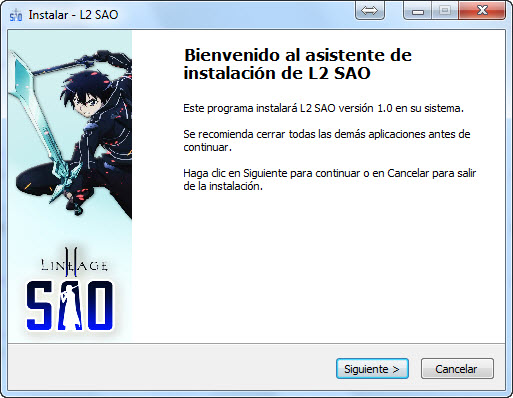 Instalar - L2 SAO
Bienvenido al asistente de
instalación de L2 SAO
Este programa instalará L2 SAO versión 1.0 en su sistema.
Se recomienda cerrar todas las demás aplicaciones antes de
continuar.
Haga clic en Siguiente para continuar o en Cancelar para salir
de la instalación.
LINEAGE
II
SAO
Siguiente >
Cancelar